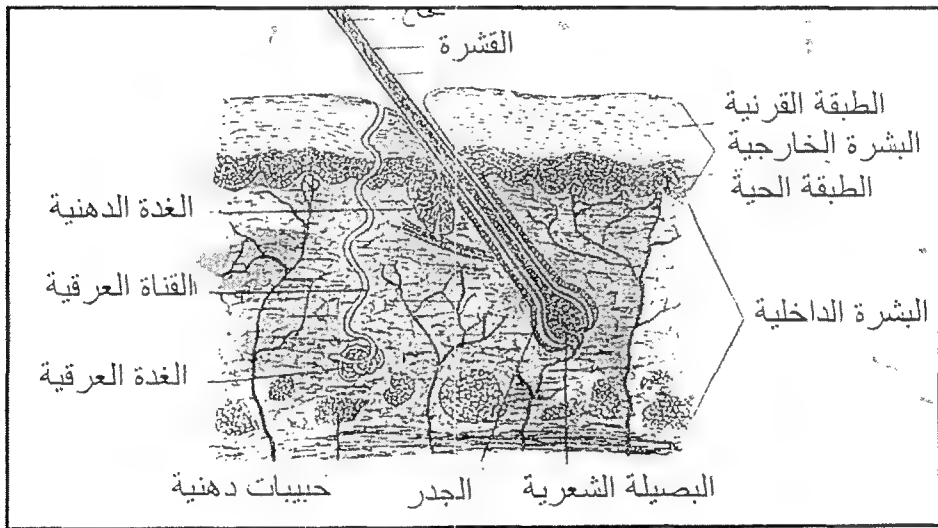 القشرة
الطبقة القرنية
البشرة الخارجية
الطبقة الحية
الغدة الدهنية
القناة العرقية
البشرة الداخلية
الغدة العرقية
البصيلة الشعرية
الجدر
حبيبات دهنية